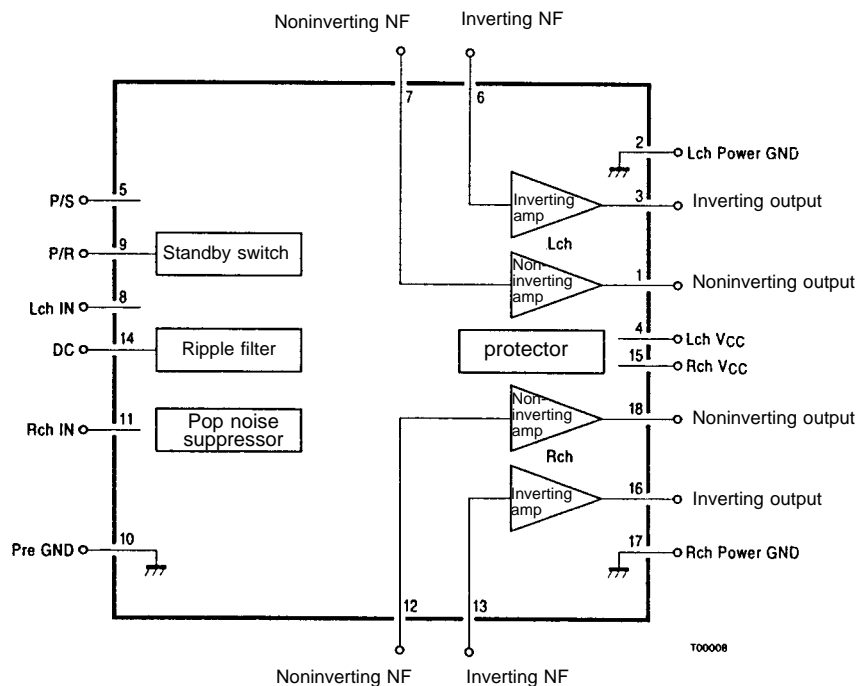 Noninverting NF
Inverting NF
7
6
2
Lch Power GND
5
P/S
3
Inverting output
Inverting
amp
Lch
9
P/R
Standby switch
Non-
inverting
amp
1
Noninverting output
8
Lch IN
4
Lch VCC
14
DC
Ripple filter
protector
15
Rch VCC
11
Rch IN
Pop noise
suppressor
Non-
inverting
amp
18
Noninverting output
Rch
Inverting
amp
16
Inverting output
10
Pre GND
17
Rch Power GND
12
13
T00008
Noninverting NF
Inverting NF